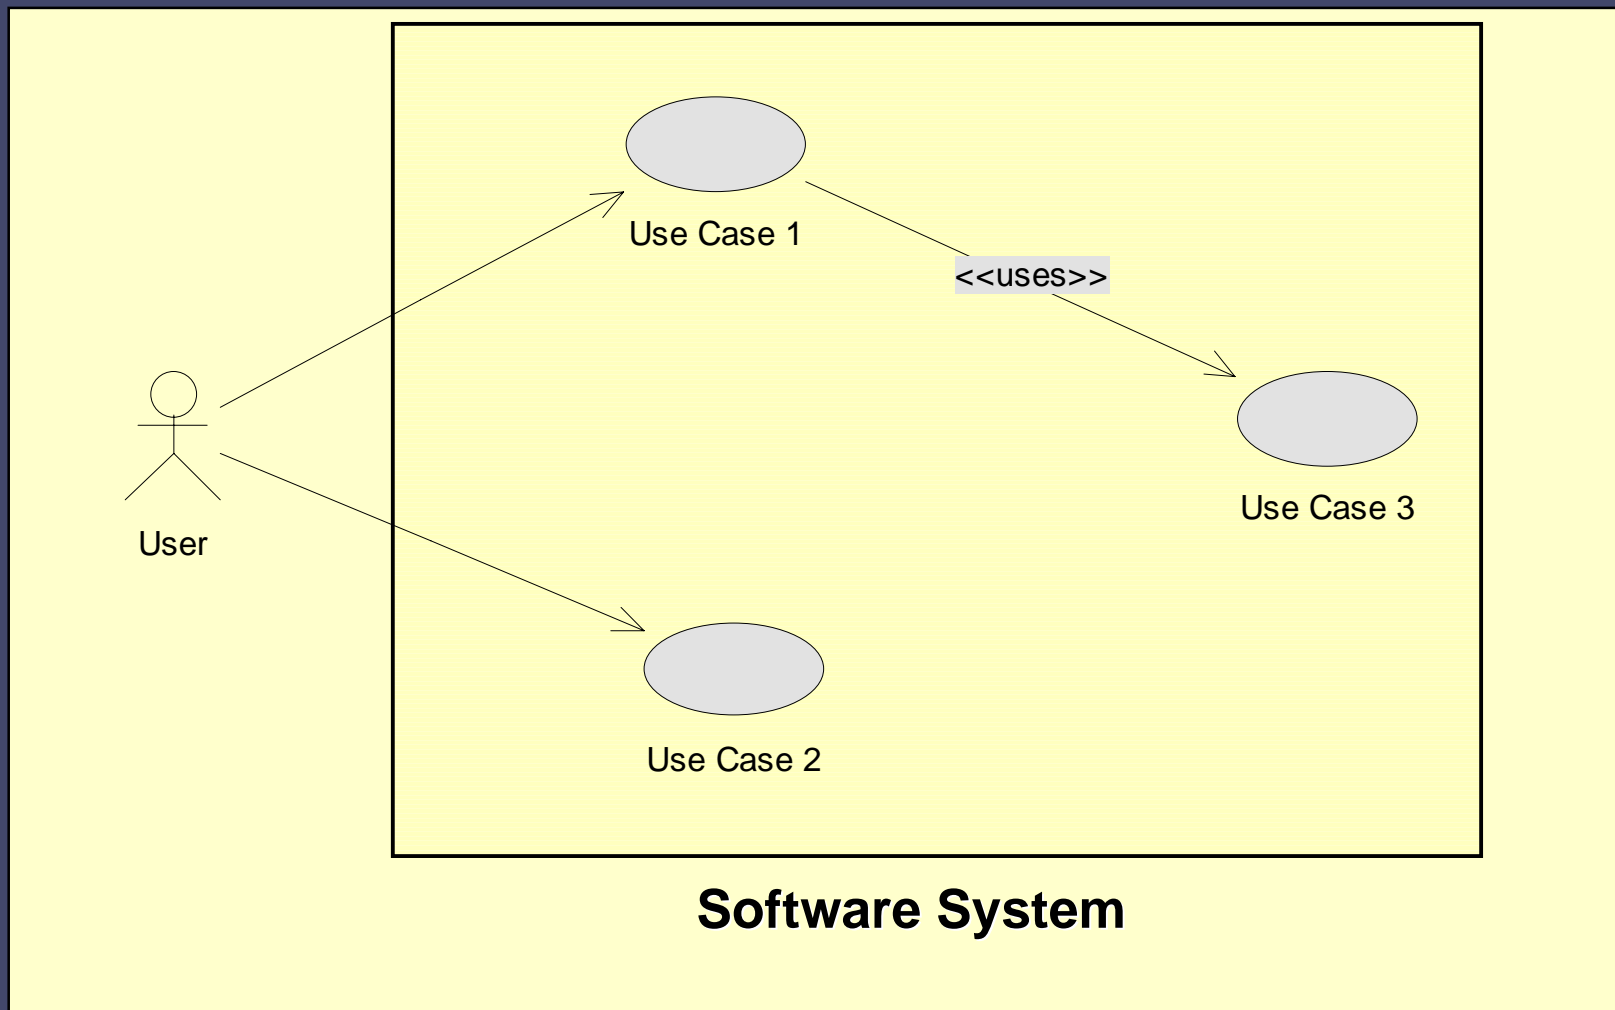 Use Case 1
<<uses>>
Use Case 3
User
Use Case 2
Software System